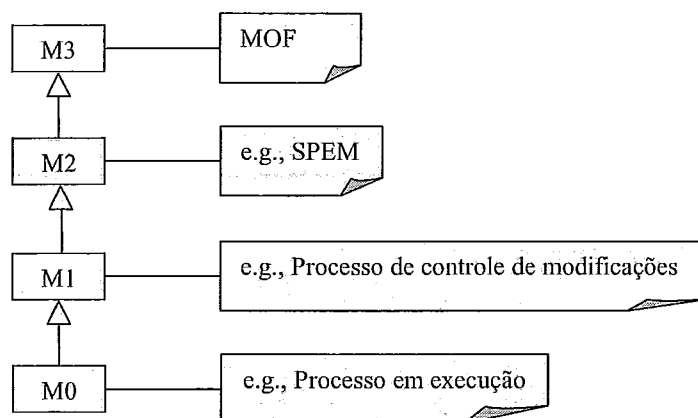 M3
MOF
M2
e.g., SPEM
M1
e.g., Processo de controle de modificações
M0
e.g., Processo em execução